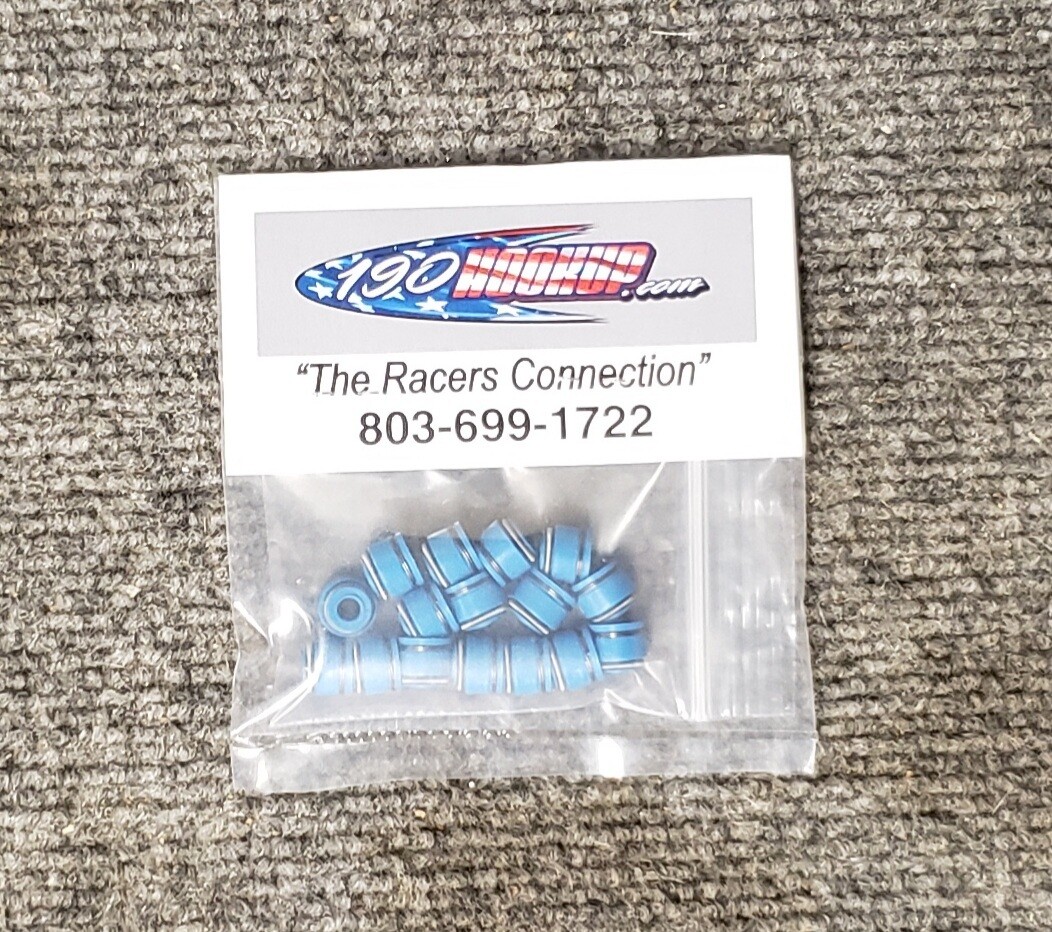 190HOOKUP.com
“The Racers Connection”
803-699-1722